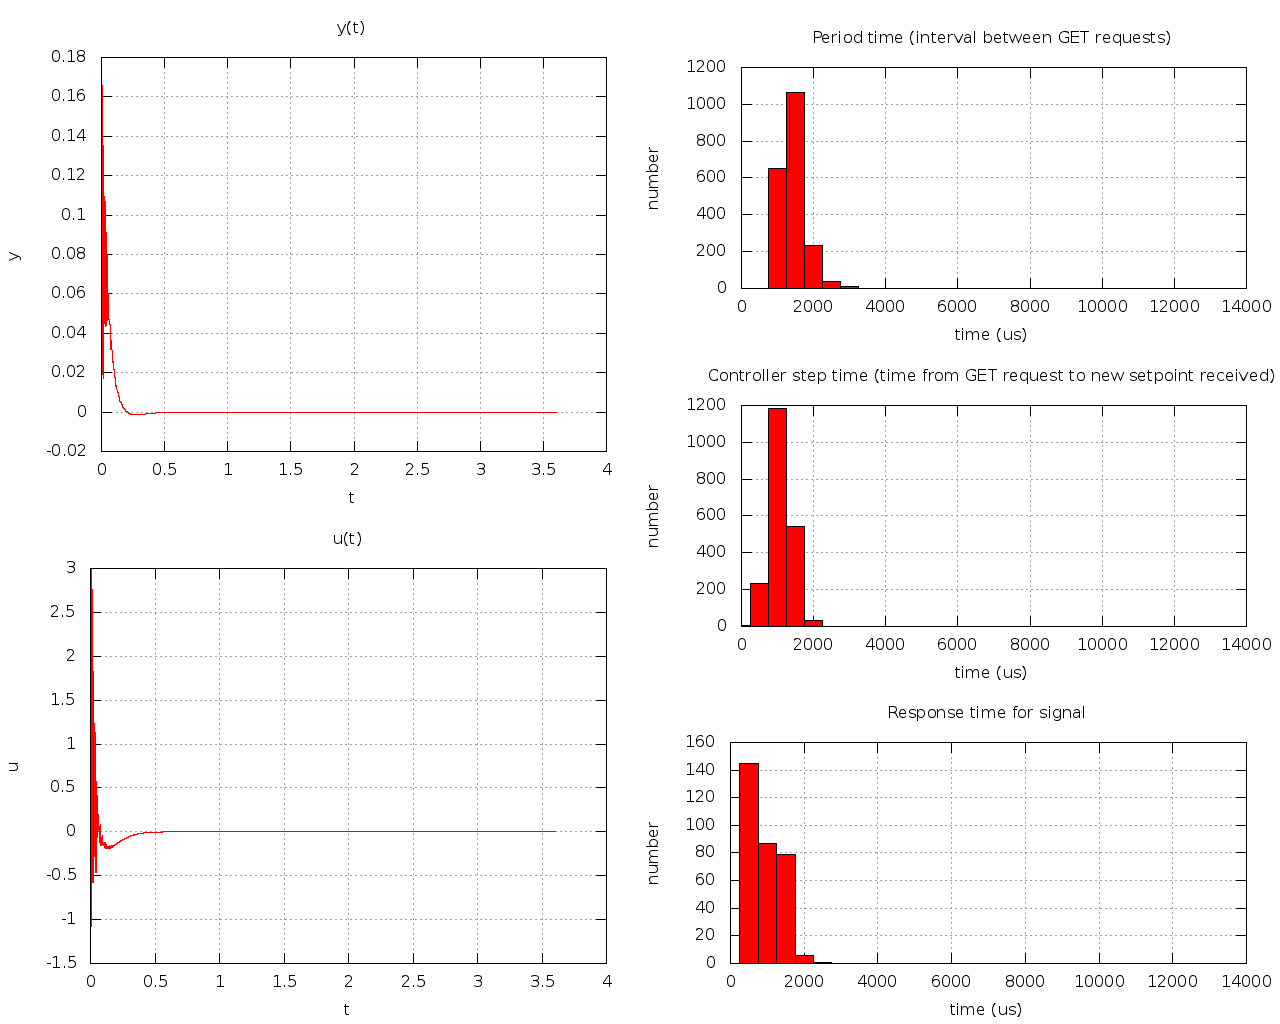 y(t)
0.18
0.16
0.14
0.12
0.1
0.08
0.06
0.04
0.02
0
-0.02
y
0 0.5 1 1.5 2 2.5 3 3.5 4
t
u(t)
3
2.5
2
1.5
1
0.5
0
-0.5
-1
-1.5
u
0 0.5 1 1.5 2 2.5 3 3.5 4
t
Period time (interval between GET requests)
1200
1000
800
600
400
200
0
number
0 2000 4000 6000 8000 10000 12000 14000
time (us)
Controller step time (time from GET request to new setpoint received)
1200
1000
800
600
400
200
0
number
0 2000 4000 6000 8000 10000 12000 14000
time (us)
Response time for signal
160
140
120
100
80
60
40
20
0
number
0 2000 4000 6000 8000 10000 12000 14000
time (us)